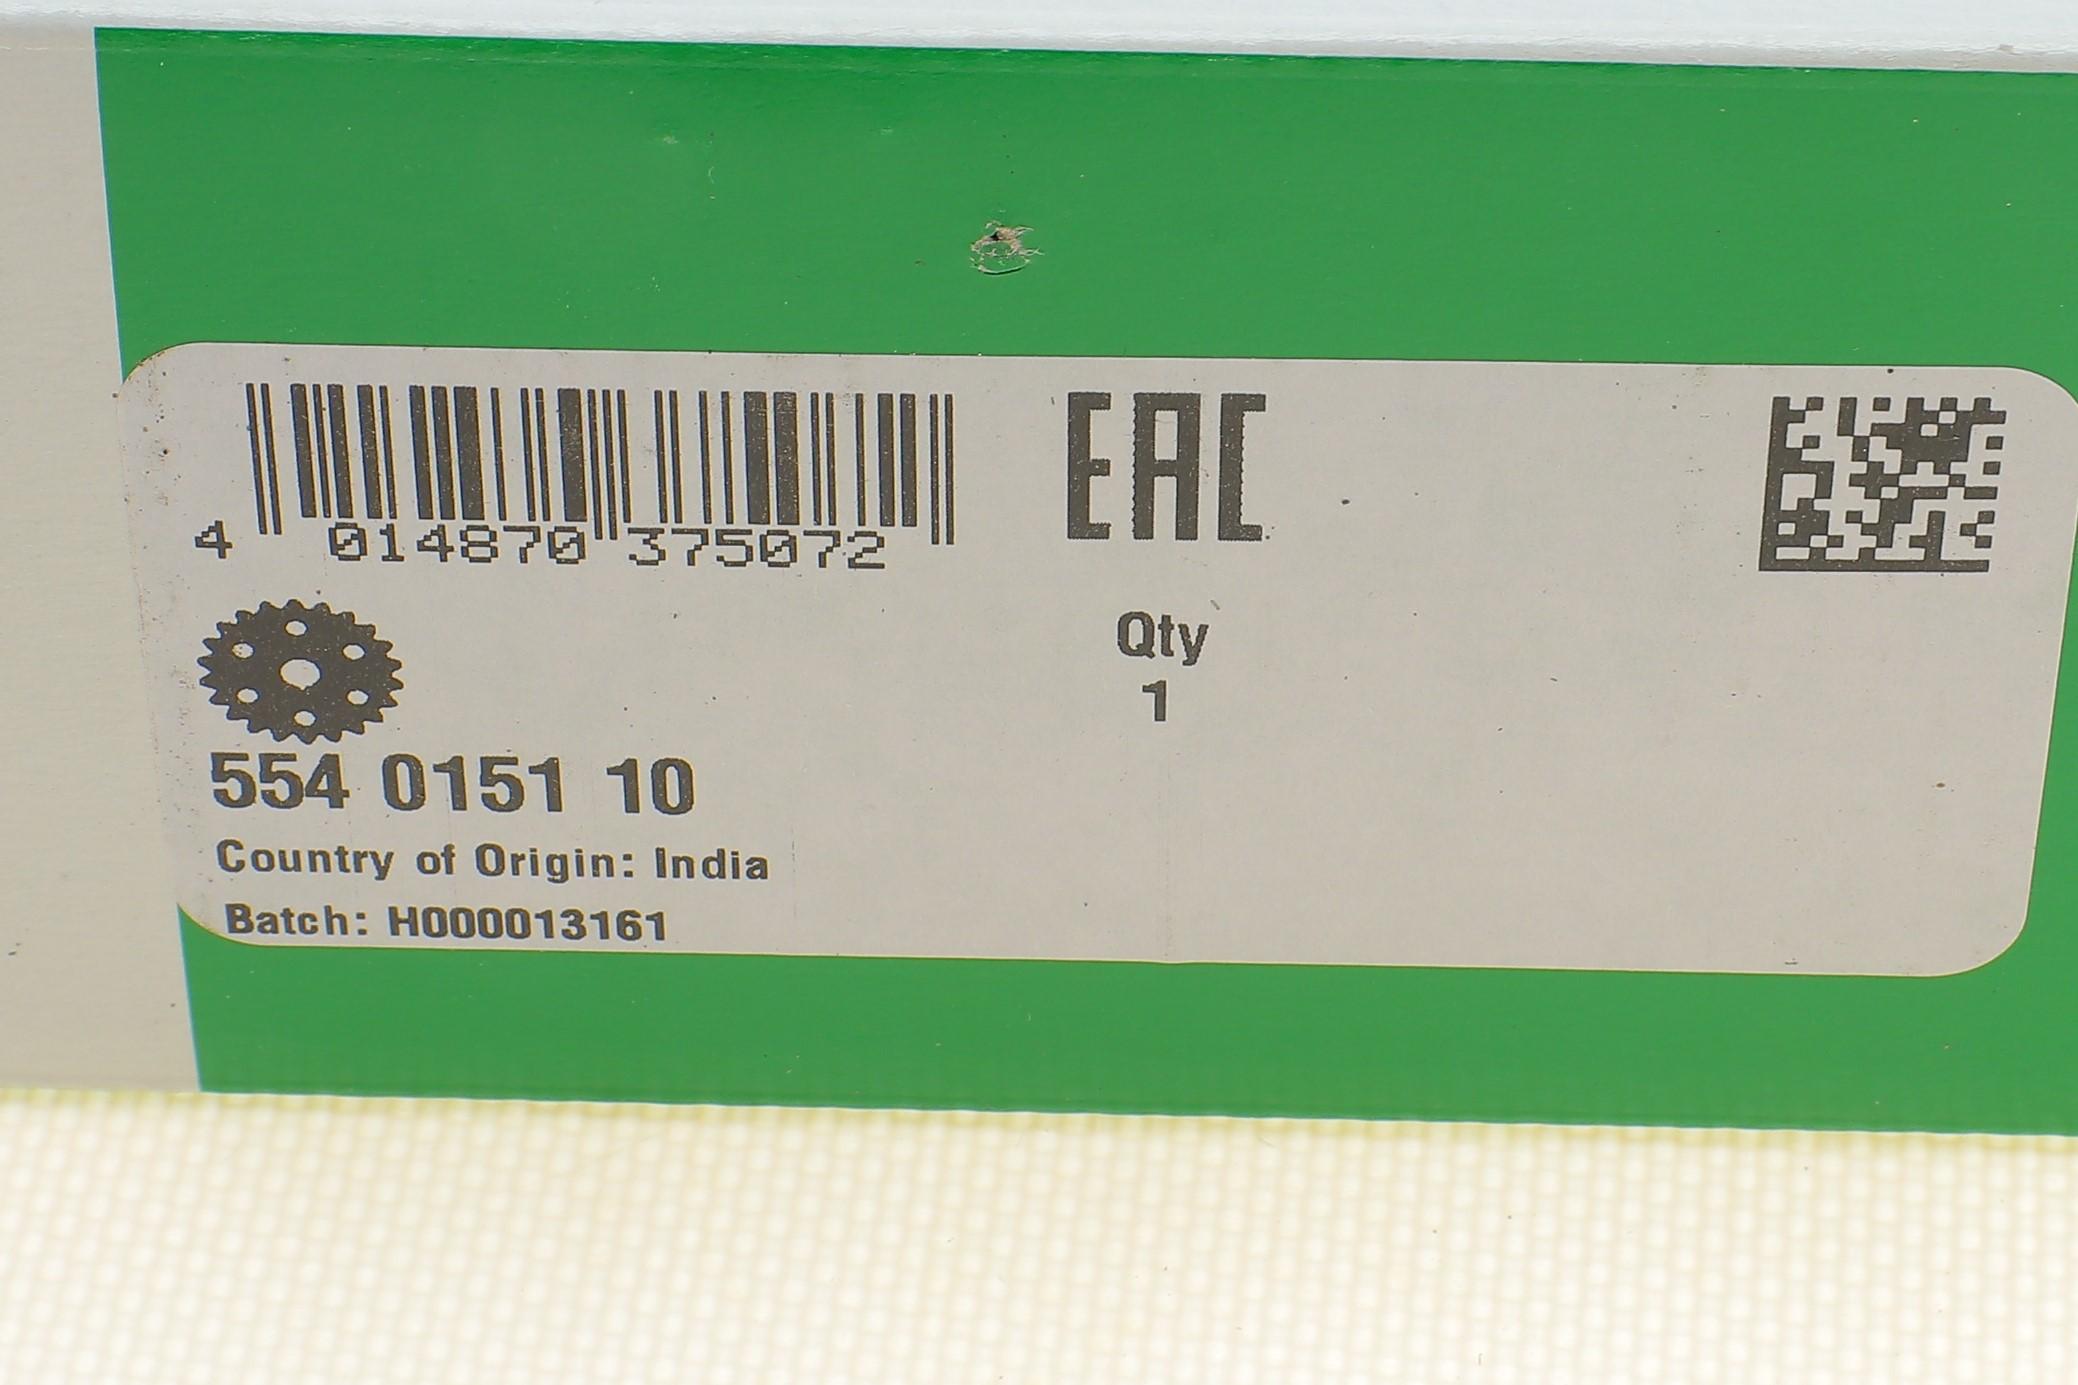 4 014870 375072
EAC
Qty
1
554 0151 10
Country of Origin: India
Batch: H000013161